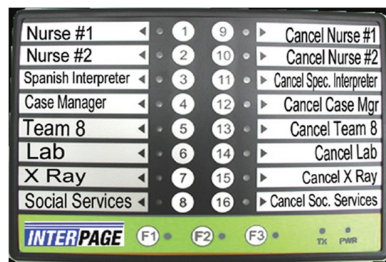 Nurse #1 1 9 Cancel Nurse #1
Nurse #2 2 10 Cancel Nurse #2
Spanish Interpreter 3 11 Cancel Spec. Interpreter
Case Manager 4 12 Cancel Case Mgr
Team 8 5 13 Cancel Team 8
Lab 6 14 Cancel Lab
X Ray 7 15 Cancel X Ray
Social Services 8 16 Cancel Soc. Services
INTERPAGE F1 F2 F3 TX PWR